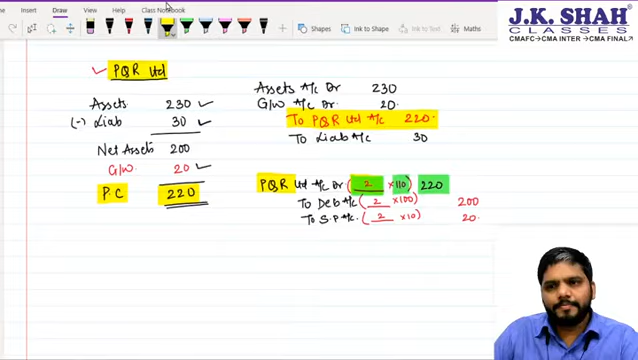 Insert Draw View Help Class Notebook
Shapes Ink to Shape Ink to Text Maths
J.K. SHAH
CLASSES
CMAFC→CMA INTER→CMA FINAL
PQR Ltd
Assets 230
(-) Liab 30
Net Assets 200
G/W. 20
P.C 220
Assets A/c Dr 230
G/W A/c Dr. 20.
To PQR Ltd A/c 220.
To Liab A/c 30
PQR Ltd A/c Dr. (2 × 110) 220
To Deb A/c (2 × 100) 200
To S.P A/c. (2 × 10) 20.